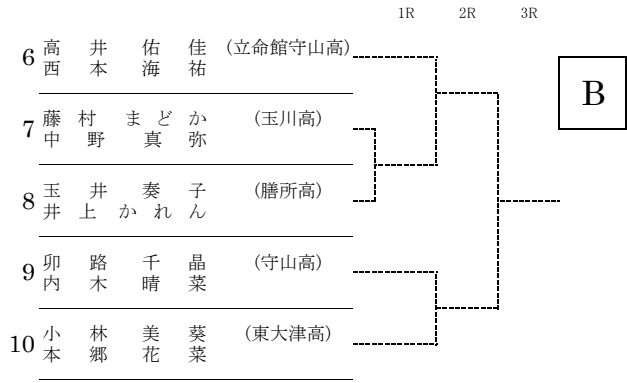 1R 2R 3R
6 高井佑佳 (立命館守山高)
西本海祐
B
7 藤村まどか (玉川高)
中野真弥
8 玉井奏子 (膳所高)
井上かれん
9 卯路千晶 (守山高)
内木晴菜
10 小林美葵 (東大津高)
本郷花菜